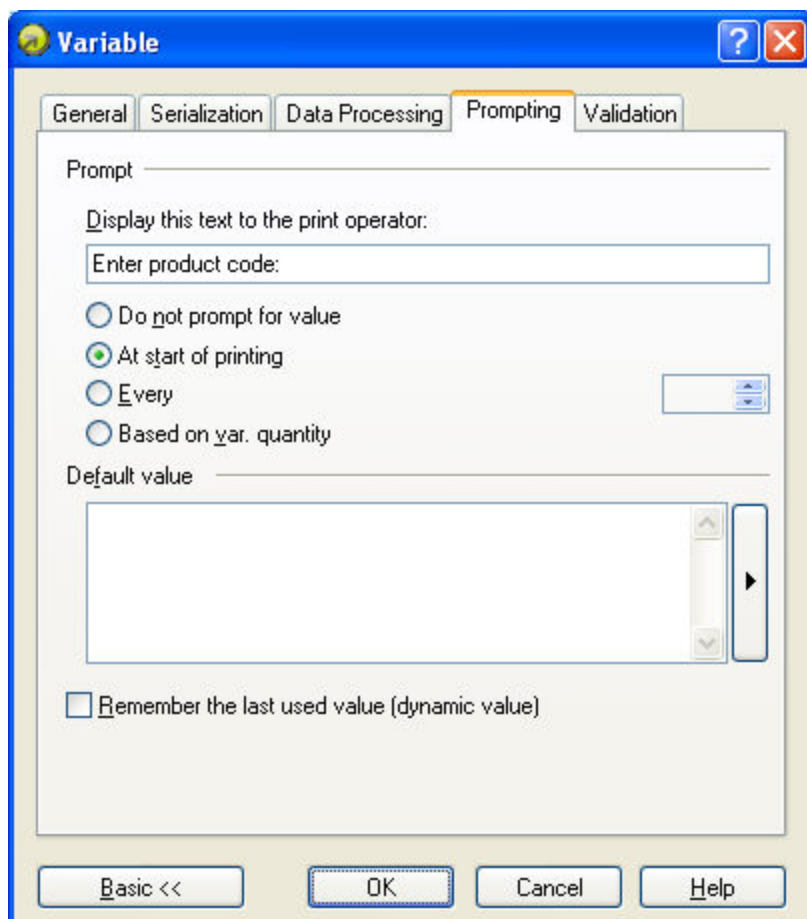 Variable
General Serialization Data Processing Prompting Validation
Prompt
Display this text to the print operator:
Enter product code:
Do not prompt for value
At start of printing
Every
Based on var. quantity
Default value
Remember the last used value (dynamic value)
Basic << OK Cancel Help